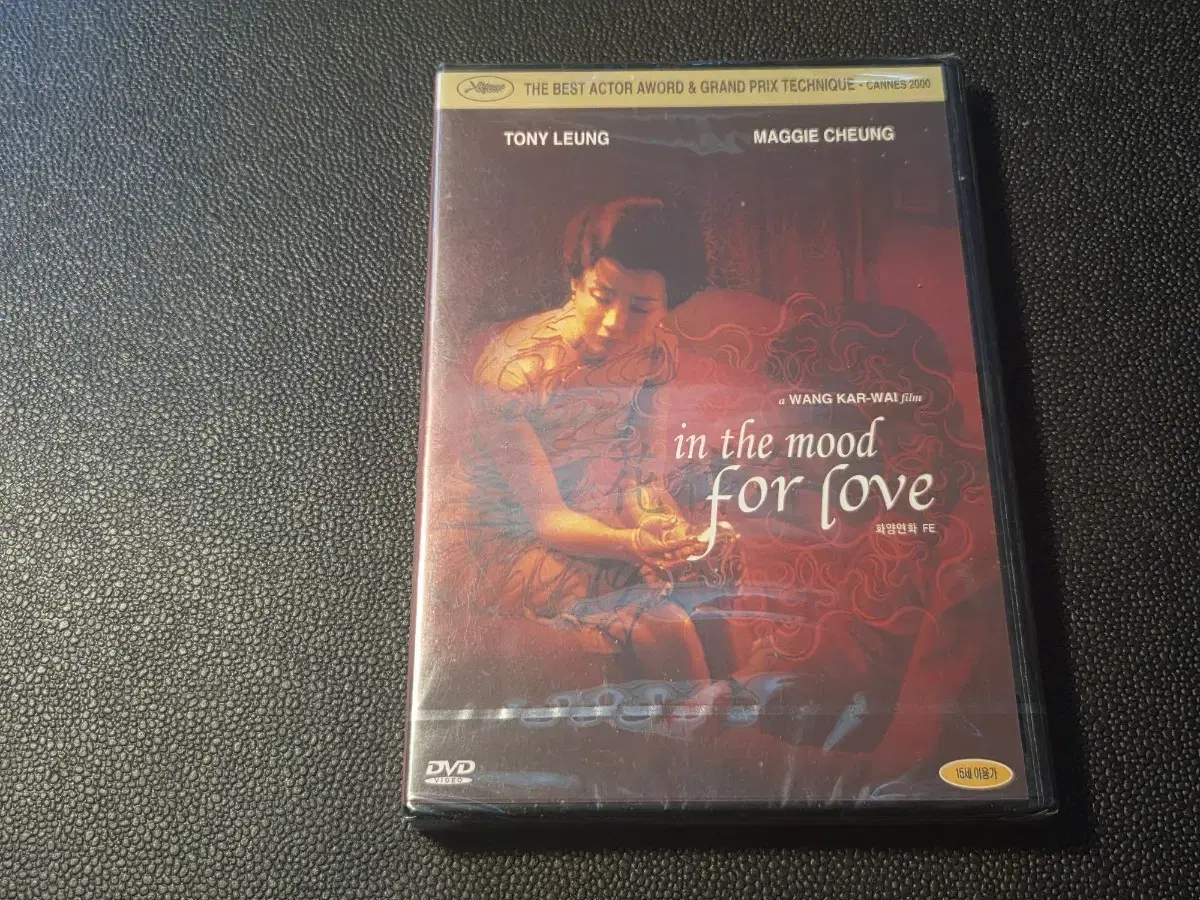 THE BEST ACTOR AWORD & GRAND PRIX TECHNIQUE - CANNES 2000
TONY LEUNG
MAGGIE CHEUNG
a WANG KAR-WAI film
in the mood
for love
화양연화 FE
DVD
VIDEO
15세 이용가